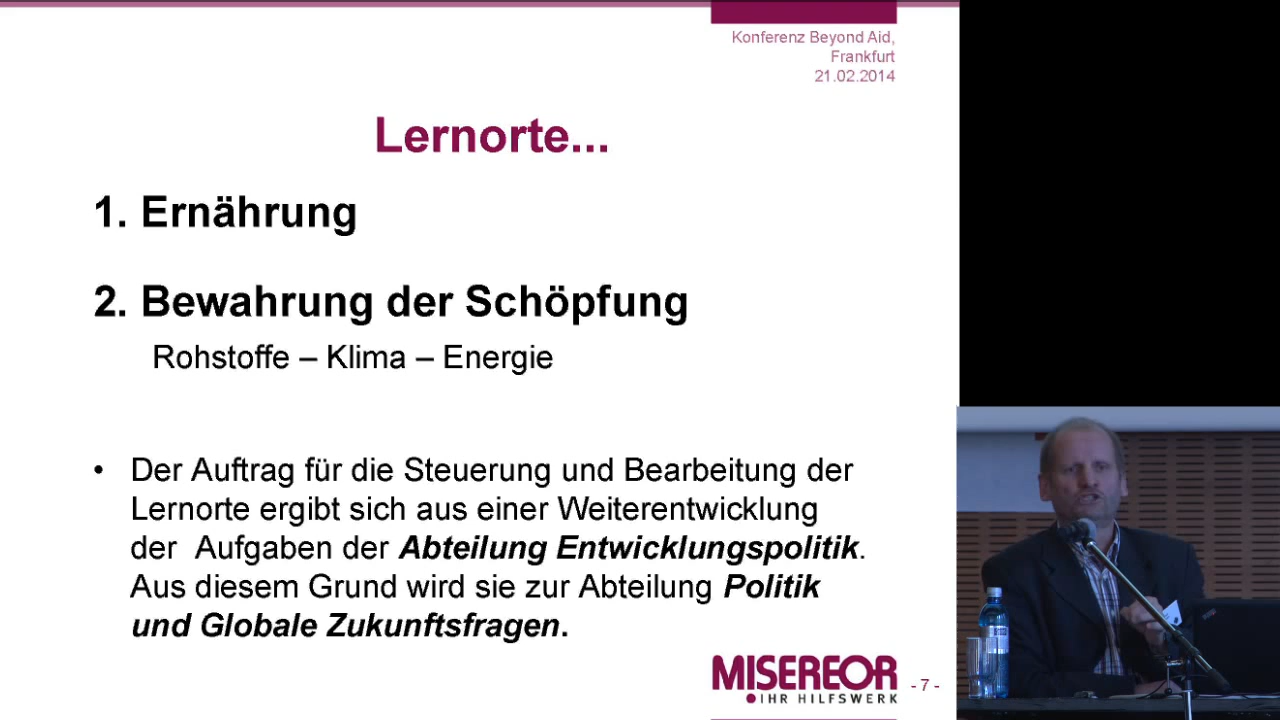 Konferenz Beyond Aid,
Frankfurt
21.02.2014
Lernorte...
1. Ernährung
2. Bewahrung der Schöpfung
Rohstoffe – Klima – Energie
• Der Auftrag für die Steuerung und Bearbeitung der
Lernorte ergibt sich aus einer Weiterentwicklung
der Aufgaben der Abteilung Entwicklungspolitik.
Aus diesem Grund wird sie zur Abteilung Politik
und Globale Zukunftsfragen.
MISEREOR
IHR HILFSWERK
- 7 -